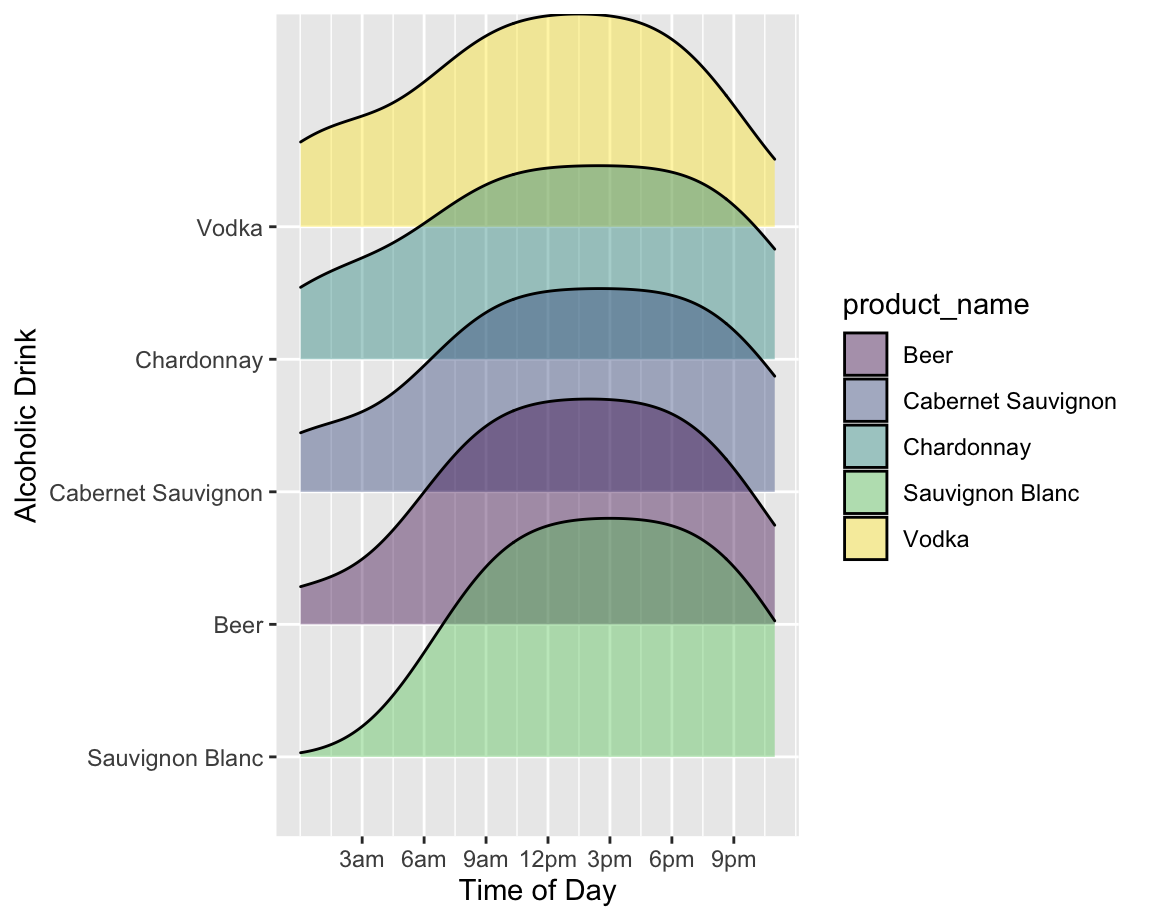 Alcoholic Drink
Vodka
Chardonnay
Cabernet Sauvignon
Beer
Sauvignon Blanc
3am 6am 9am 12pm 3pm 6pm 9pm
Time of Day
product_name
Beer
Cabernet Sauvignon
Chardonnay
Sauvignon Blanc
Vodka